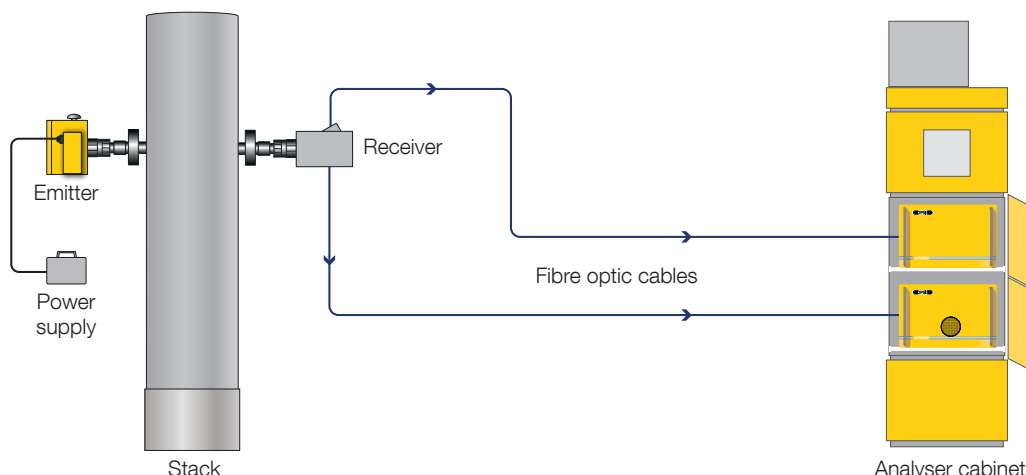 Receiver
Emitter
Fibre optic cables
Power
supply
Stack
Analyser cabinet